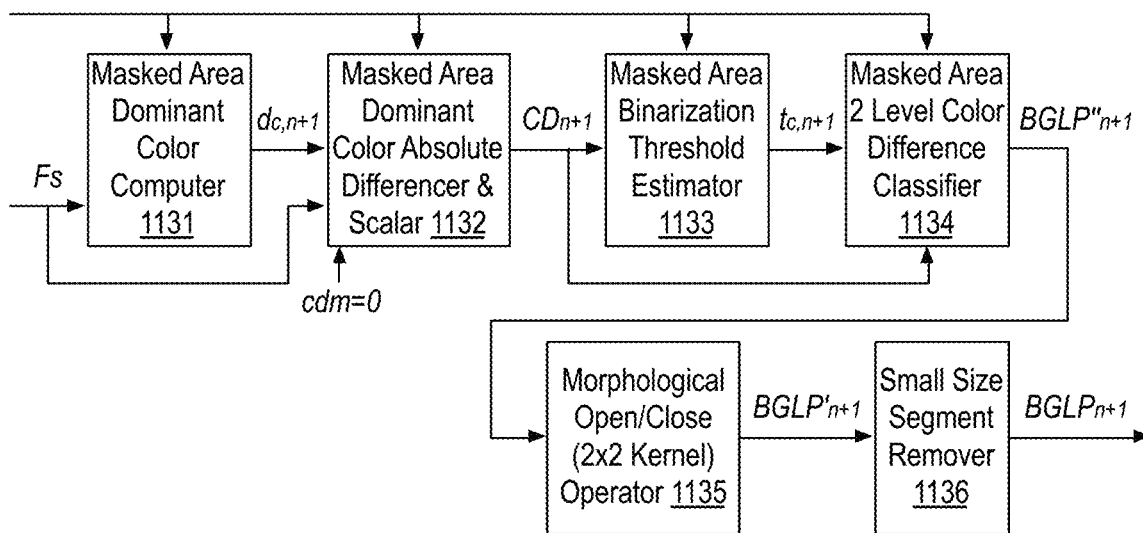 Fs
Masked Area
Dominant
Color
Computer
1131
dc,n+1
Masked Area
Dominant
Color Absolute
Differencer &
Scalar 1132
cdm=0
CDn+1
Masked Area
Binarization
Threshold
Estimator
1133
tc,n+1
Masked Area
2 Level Color
Difference
Classifier
1134
BGLP"n+1
Morphological
Open/Close
(2x2 Kernel)
Operator 1135
BGLP'n+1
Small Size
Segment
Remover
1136
BGLPn+1